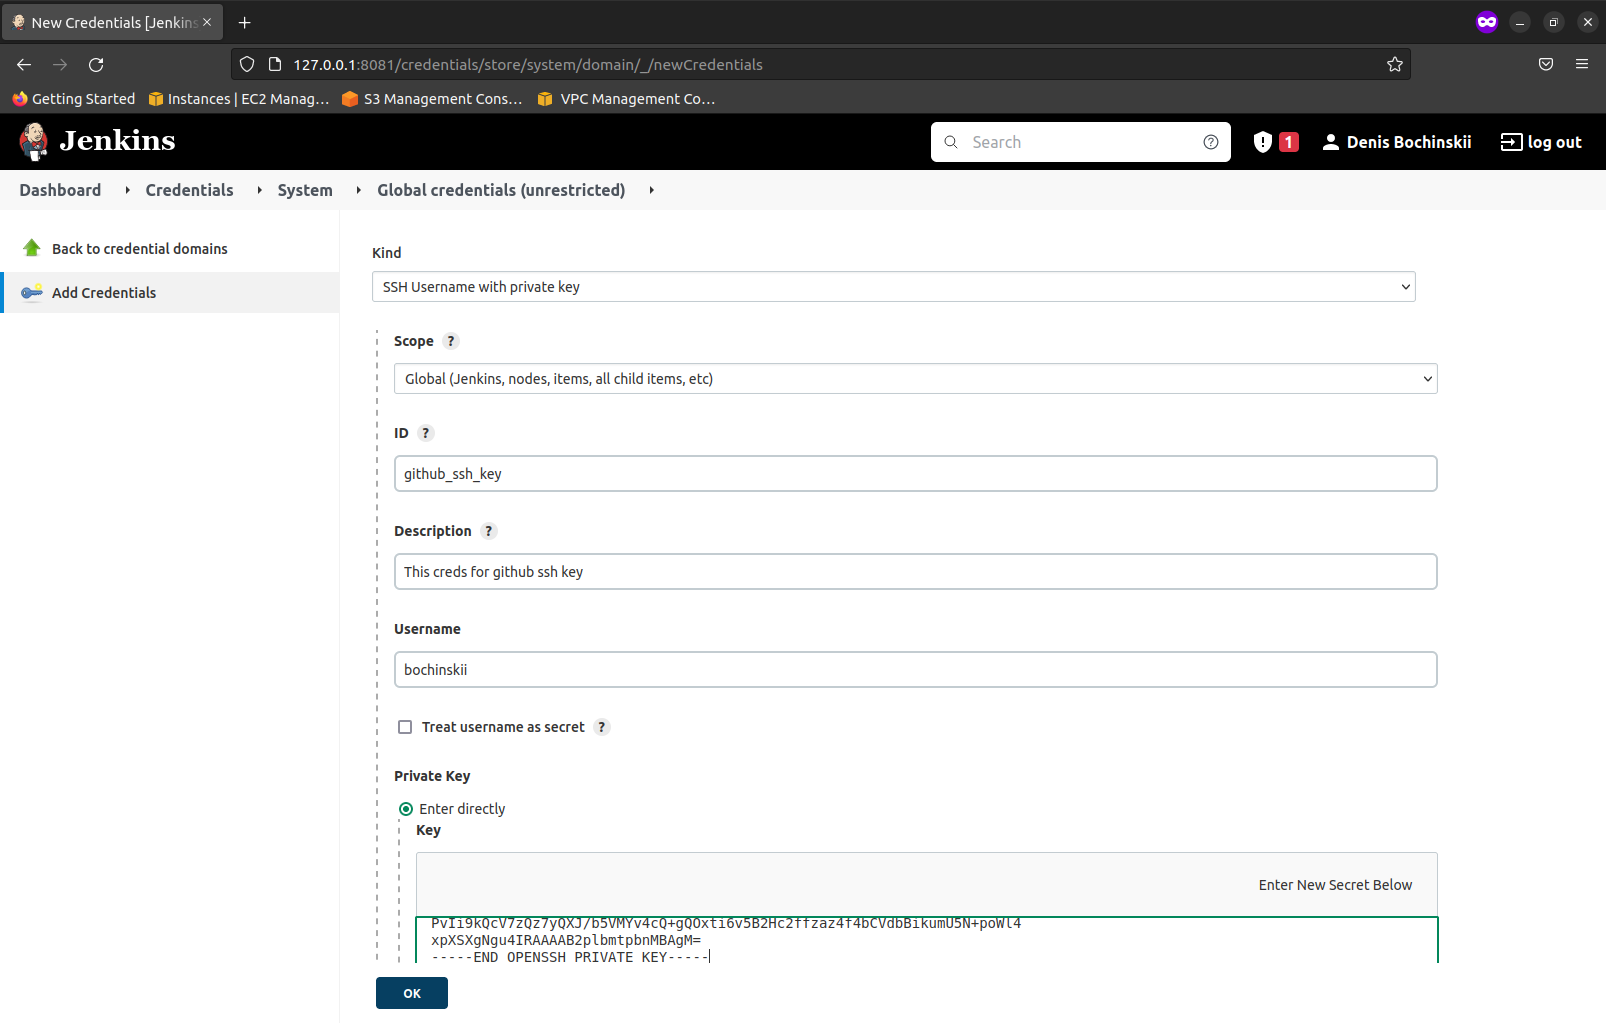 New Credentials [Jenkins
127.0.0.1:8081/credentials/store/system/domain/_/newCredentials
Getting Started
Instances | EC2 Manag…
S3 Management Cons…
VPC Management Co…
Jenkins
Search
1
Denis Bochinskii
log out
Dashboard
Credentials
System
Global credentials (unrestricted)
Back to credential domains
Add Credentials
Kind
SSH Username with private key
Scope ?
Global (Jenkins, nodes, items, all child items, etc)
ID ?
github_ssh_key
Description ?
This creds for github ssh key
Username
bochinskii
Treat username as secret ?
Private Key
Enter directly
Key
Enter New Secret Below
PvIi9kQcV7zQz7yQXJ/b5VMYv4cQ+gQOxti6v5B2Hc2ffzaz4f4bCVdbBikumU5N+poWl4
xpXSXgNgu4IRAAAAB2plbmtpbnMBAgM=
-----END OPENSSH PRIVATE KEY-----
OK